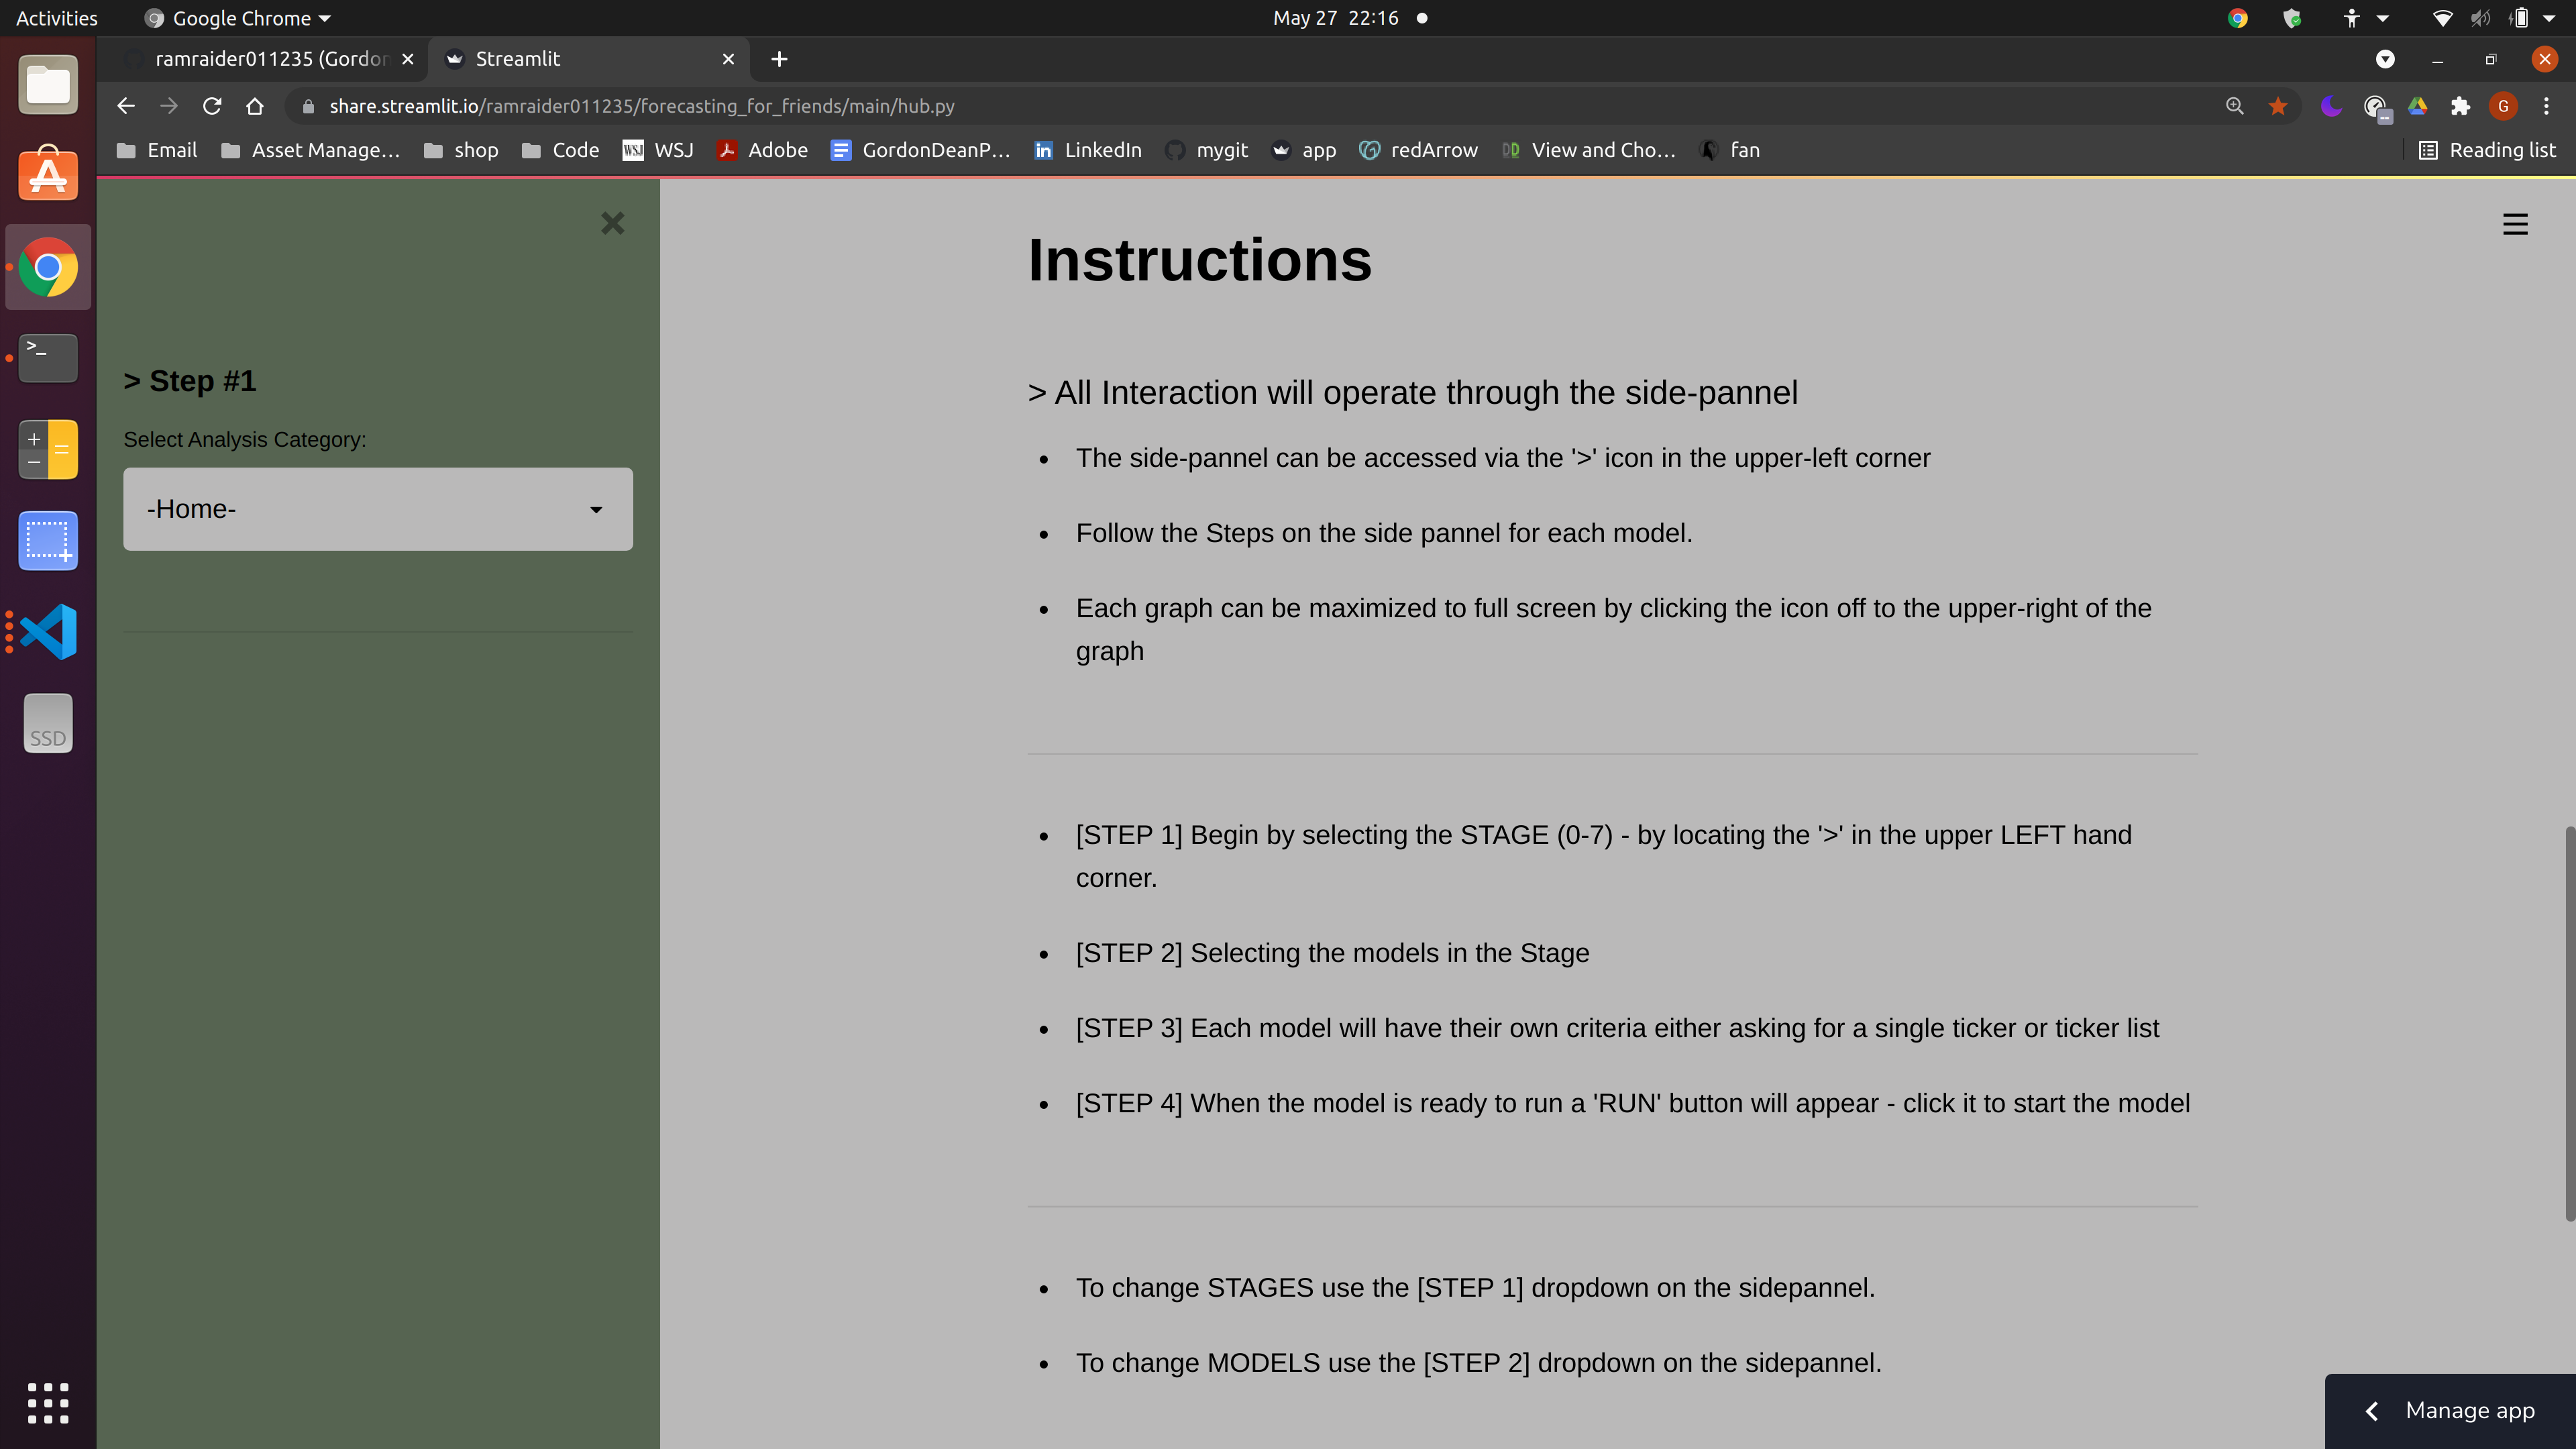 Activities
Google Chrome
May 27 22:16
ramraider011235 (Gordon
Streamlit
share.streamlit.io/ramraider011235/forecasting_for_friends/main/hub.py
G
Email
Asset Manage...
shop
Code
WSJ
WSJ
Adobe
GordonDeanP...
in
LinkedIn
mygit
app
redArrow
DD
View and Cho...
fan
Reading list
SSD
> Step #1
Select Analysis Category:
-Home-
Instructions
> All Interaction will operate through the side-pannel
• The side-pannel can be accessed via the '>' icon in the upper-left corner
• Follow the Steps on the side pannel for each model.
• Each graph can be maximized to full screen by clicking the icon off to the upper-right of the
graph
• [STEP 1] Begin by selecting the STAGE (0-7) - by locating the '>' in the upper LEFT hand
corner.
• [STEP 2] Selecting the models in the Stage
• [STEP 3] Each model will have their own criteria either asking for a single ticker or ticker list
• [STEP 4] When the model is ready to run a 'RUN' button will appear - click it to start the model
• To change STAGES use the [STEP 1] dropdown on the sidepannel.
• To change MODELS use the [STEP 2] dropdown on the sidepannel.
Manage app